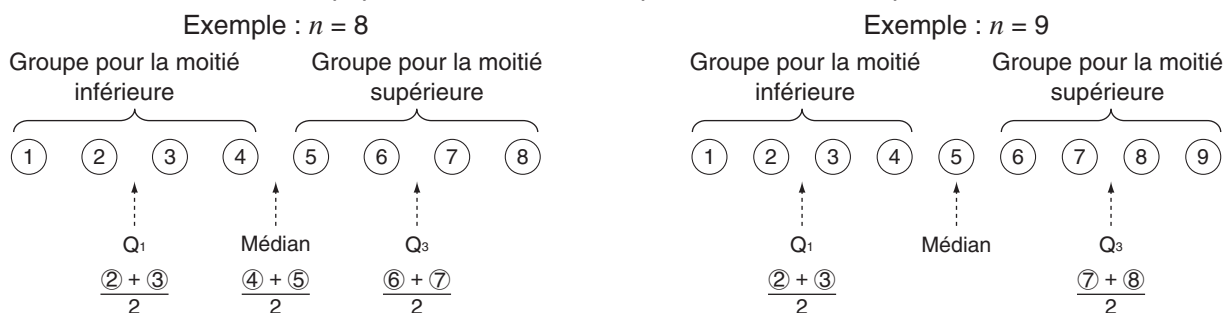 Exemple : n = 8
Groupe pour la moitié inférieure
Groupe pour la moitié supérieure
1 2 3 4 5 6 7 8
Q1 Médian Q3
② + ③ / 2 ④ + ⑤ / 2 ⑥ + ⑦ / 2
Exemple : n = 9
Groupe pour la moitié inférieure
Groupe pour la moitié supérieure
1 2 3 4 5 6 7 8 9
Q1 Médian Q3
② + ③ / 2 ⑦ + ⑧ / 2